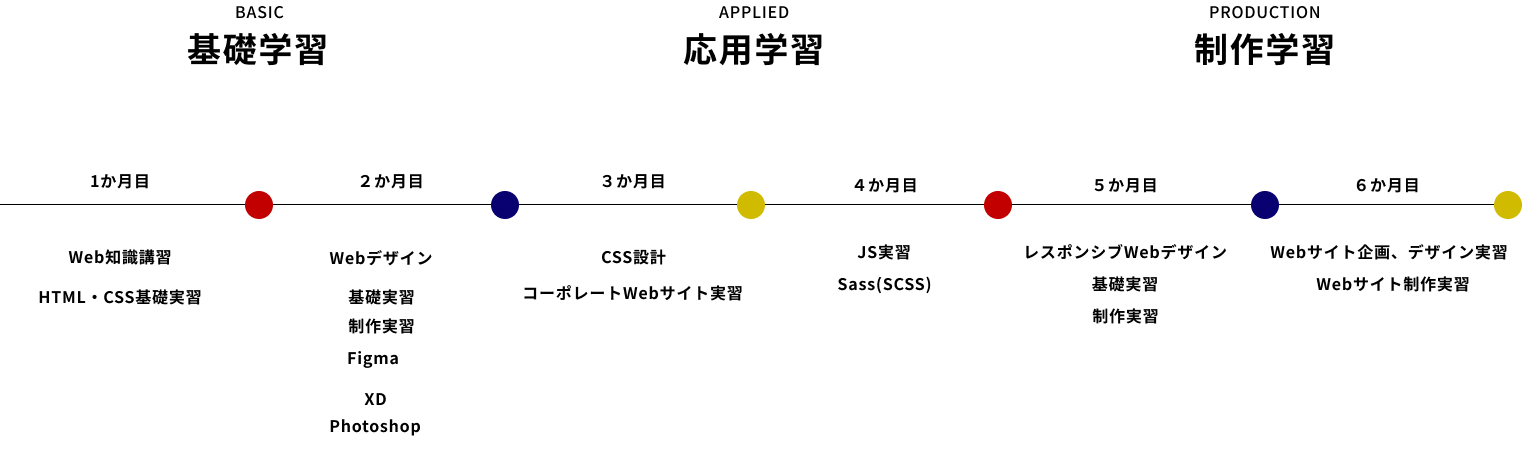 BASIC
基礎学習
APPLIED
応用学習
PRODUCTION
制作学習
1か月目
２か月目
３か月目
４か月目
５か月目
６か月目
Web知識講習
HTML・CSS基礎実習
Webデザイン
基礎実習
制作実習
Figma
XD
Photoshop
CSS設計
コーポレートWebサイト実習
JS実習
Sass(SCSS)
レスポンシブWebデザイン
基礎実習
制作実習
Webサイト企画、デザイン実習
Webサイト制作実習